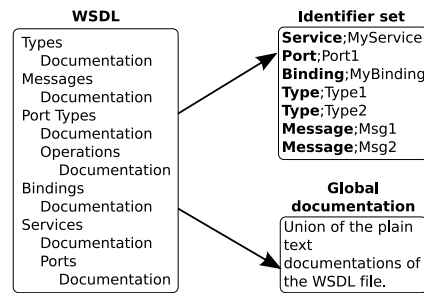 WSDL
Types
Documentation
Messages
Documentation
Port Types
Documentation
Operations
Documentation
Bindings
Documentation
Services
Documentation
Ports
Documentation
Identifier set
Service;MyService
Port;Port1
Binding;MyBinding
Type;Type1
Type;Type2
Message;Msg1
Message;Msg2
Global
documentation
Union of the plain
text
documentations of
the WSDL file.